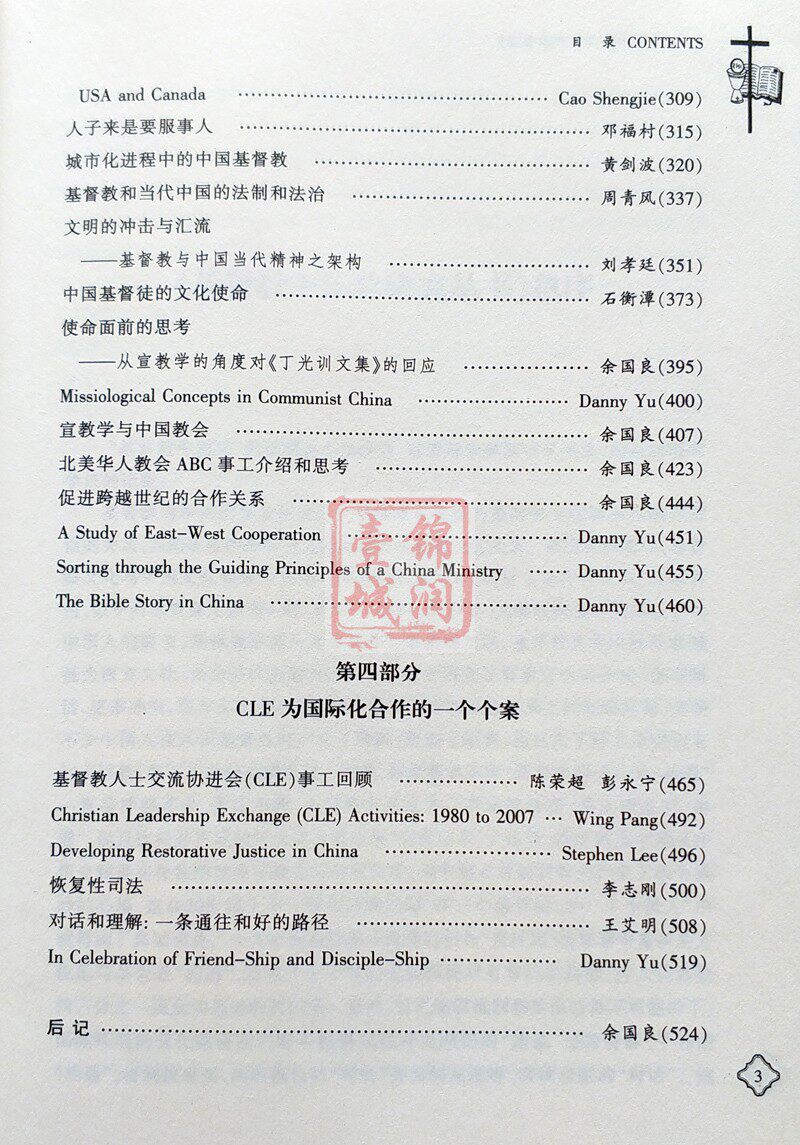 目 录 CONTENTS
USA and Canada ⋯⋯⋯⋯⋯⋯⋯⋯⋯⋯⋯⋯ Cao Shengjie(309)
人子来是要服事人 ⋯⋯⋯⋯⋯⋯⋯⋯⋯⋯⋯⋯ 邓福村(315)
城市化进程中的中国基督教 ⋯⋯⋯⋯⋯⋯⋯⋯⋯⋯⋯⋯ 黄剑波(320)
基督教和当代中国的法制和法治 ⋯⋯⋯⋯⋯⋯⋯⋯⋯⋯⋯⋯ 周青风(337)
文明的冲击与汇流
——基督教与中国当代精神之架构 ⋯⋯⋯⋯⋯⋯⋯⋯ 刘孝廷(351)
中国基督徒的文化使命 ⋯⋯⋯⋯⋯⋯⋯⋯⋯⋯⋯⋯ 石衡潭(373)
使命面前的思考
——从宣教学的角度对《丁光训文集》的回应 ⋯⋯⋯⋯⋯⋯ 余国良(395)
Missiological Concepts in Communist China ⋯⋯⋯⋯⋯⋯ Danny Yu(400)
宣教学与中国教会 ⋯⋯⋯⋯⋯⋯⋯⋯⋯⋯⋯⋯ 余国良(407)
北美华人教会 ABC 事工介绍和思考 ⋯⋯⋯⋯⋯⋯⋯⋯ 余国良(423)
促进跨越世纪的合作关系 ⋯⋯⋯⋯⋯⋯⋯⋯⋯⋯ 余国良(444)
A Study of East-West Cooperation ⋯⋯⋯⋯⋯⋯⋯⋯ Danny Yu(451)
Sorting through the Guiding Principles of a China Ministry ⋯⋯ Danny Yu(455)
The Bible Story in China ⋯⋯⋯⋯⋯⋯⋯⋯⋯⋯ Danny Yu(460)
锦润
壹城
第四部分
CLE 为国际化合作的一个个案
基督教人士交流协进会(CLE)事工回顾 ⋯⋯⋯⋯⋯⋯ 陈荣超 彭永宁(465)
Christian Leadership Exchange (CLE) Activities: 1980 to 2007 ⋯ Wing Pang(492)
Developing Restorative Justice in China ⋯⋯⋯⋯⋯⋯⋯⋯ Stephen Lee(496)
恢复性司法 ⋯⋯⋯⋯⋯⋯⋯⋯⋯⋯⋯⋯ 李志刚(500)
对话和理解: 一条通往和好的路径 ⋯⋯⋯⋯⋯⋯⋯⋯ 王艾明(508)
In Celebration of Friend-Ship and Disciple-Ship ⋯⋯⋯⋯⋯⋯ Danny Yu(519)
后 记 ⋯⋯⋯⋯⋯⋯⋯⋯⋯⋯⋯⋯ 余国良(524)
3